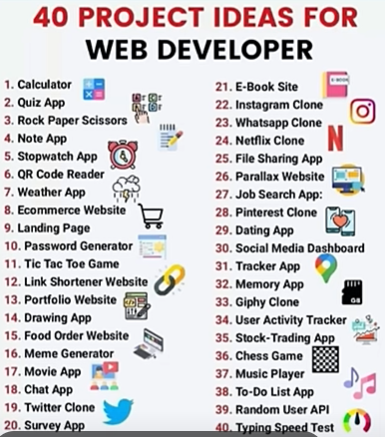 40 PROJECT IDEAS FOR
WEB DEVELOPER
1. Calculator
2. Quiz App
3. Rock Paper Scissors
4. Note App
5. Stopwatch App
6. QR Code Reader
7. Weather App
8. Ecommerce Website
9. Landing Page
10. Password Generator
11. Tic Tac Toe Game
12. Link Shortener Website
13. Portfolio Website
14. Drawing App
15. Food Order Website
16. Meme Generator
17. Movie App
18. Chat App
19. Twitter Clone
20. Survey App
21. E-Book Site
22. Instagram Clone
23. Whatsapp Clone
24. Netflix Clone
25. File Sharing App
26. Parallax Website
27. Job Search App:
28. Pinterest Clone
29. Dating App
30. Social Media Dashboard
31. Tracker App
32. Memory App
33. Giphy Clone
34. User Activity Tracker
35. Stock-Trading App
36. Chess Game
37. Music Player
38. To-Do List App
39. Random User API
40. Typing Speed Test
E-BOOK
N
GB